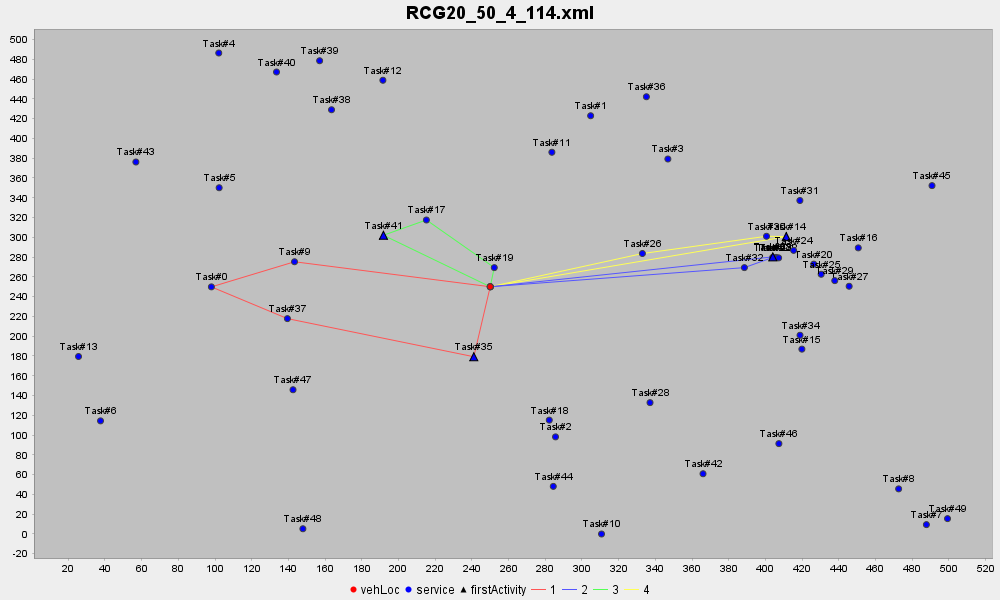 RCG20_50_4_114.xml
500
480
460
440
420
400
380
360
340
320
300
280
260
240
220
200
180
160
140
120
100
80
60
40
20
0
-20
Task#4
Task#39
Task#40
Task#12
Task#38
Task#36
Task#1
Task#11
Task#3
Task#43
Task#5
Task#45
Task#31
Task#17
Task#41
Task#14
Task#16
Task#26
Task#24
Task#9
Task#19
Task#32
Task#20
Task#25
Task#29
Task#27
Task#0
Task#37
Task#35
Task#34
Task#15
Task#13
Task#47
Task#28
Task#6
Task#18
Task#2
Task#46
Task#42
Task#44
Task#8
Task#7
Task#49
Task#48
Task#10
20 40 60 80 100 120 140 160 180 200 220 240 260 280 300 320 340 360 380 400 420 440 460 480 500 520
vehLoc service firstActivity 1 2 3 4